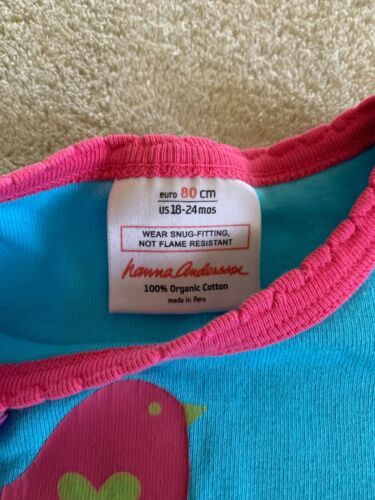 euro 80 cm
us 18-24 mos
WEAR SNUG-FITTING,
NOT FLAME RESISTANT
hanna andersson
100% Organic Cotton
made in Peru